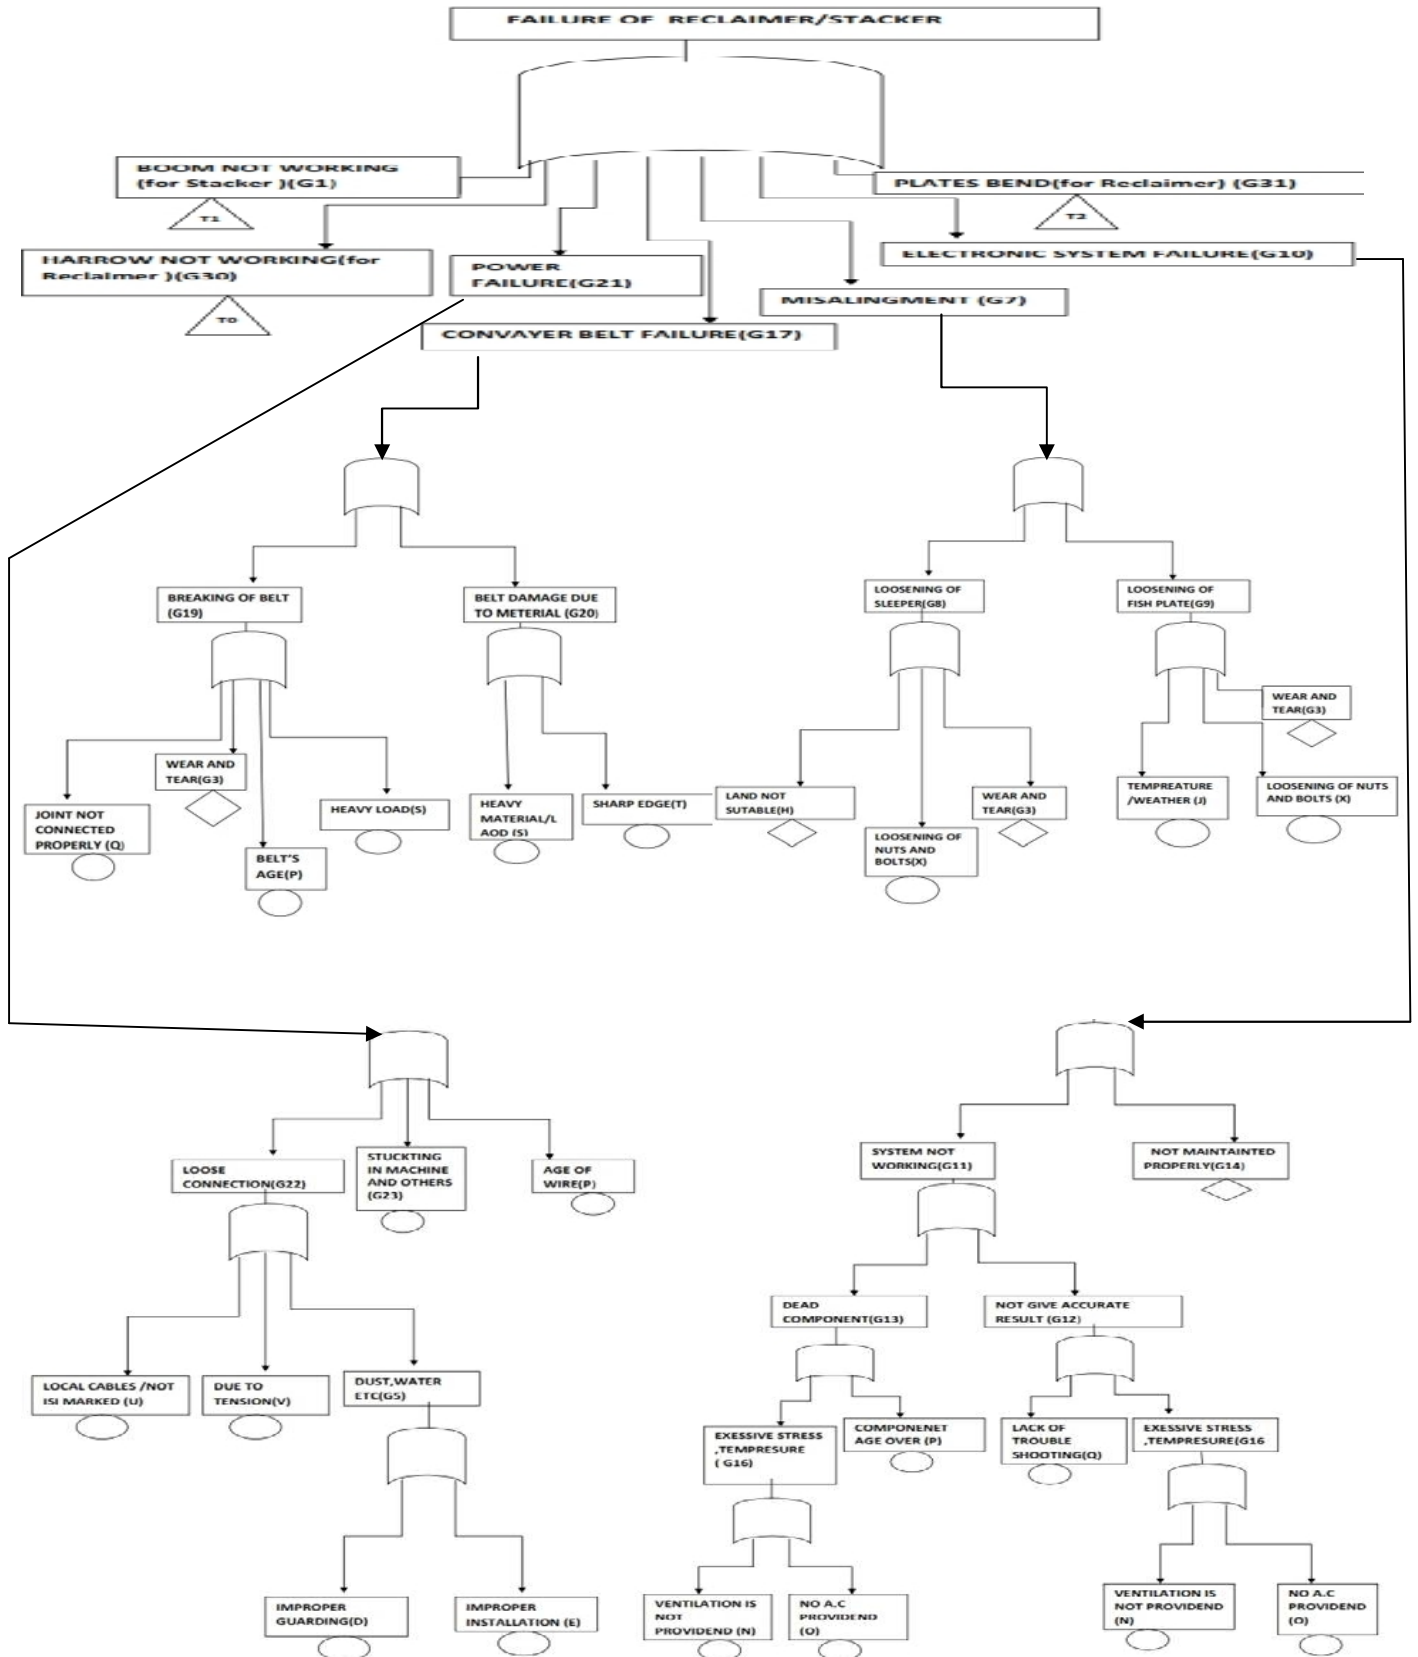 FAILURE OF RECLAIMER/STACKER
BOOM NOT WORKING
(for Stacker )(G1)
T1
PLATES BEND(for Reclaimer) (G31)
T2
HARROW NOT WORKING(for
Reclaimer )(G30)
T0
POWER
FAILURE(G21)
ELECTRONIC SYSTEM FAILURE(G10)
MISALINGMENT (G7)
CONVAYER BELT FAILURE(G17)
BREAKING OF BELT
(G19)
BELT DAMAGE DUE
TO METERIAL (G20)
LOOSENING OF
SLEEPER(G8)
LOOSENING OF
FISH PLATE(G9)
WEAR AND
TEAR(G3)
WEAR AND
TEAR(G3)
JOINT NOT
CONNECTED
PROPERLY (Q)
BELT'S
AGE(P)
HEAVY LOAD(S)
HEAVY
MATERIAL/L
AOD (S)
SHARP EDGE(T)
LAND NOT
SUTABLE(H)
LOOSENING OF
NUTS AND
BOLTS(X)
WEAR AND
TEAR(G3)
TEMPREATURE
/WEATHER (J)
LOOSENING OF NUTS
AND BOLTS (X)
LOOSE
CONNECTION(G22)
STUCKTING
IN MACHINE
AND OTHERS
(G23)
AGE OF
WIRE(P)
SYSTEM NOT
WORKING(G11)
NOT MAINTAINTED
PROPERLY(G14)
DEAD
COMPONENT(G13)
NOT GIVE ACCURATE
RESULT (G12)
LOCAL CABLES /NOT
ISI MARKED (U)
DUE TO
TENSION(V)
DUST,WATER
ETC(G5)
EXESSIVE STRESS
,TEMPRESURE
( G16)
COMPONENET
AGE OVER (P)
LACK OF
TROUBLE
SHOOTING(Q)
EXESSIVE STRESS
,TEMPRESURE(G16
IMPROPER
GUARDING(D)
IMPROPER
INSTALLATION (E)
VENTILATION IS
NOT
PROVIDEND (N)
NO A.C
PROVIDEND
(O)
VENTILATION IS
NOT PROVIDEND
(N)
NO A.C
PROVIDEND
(O)